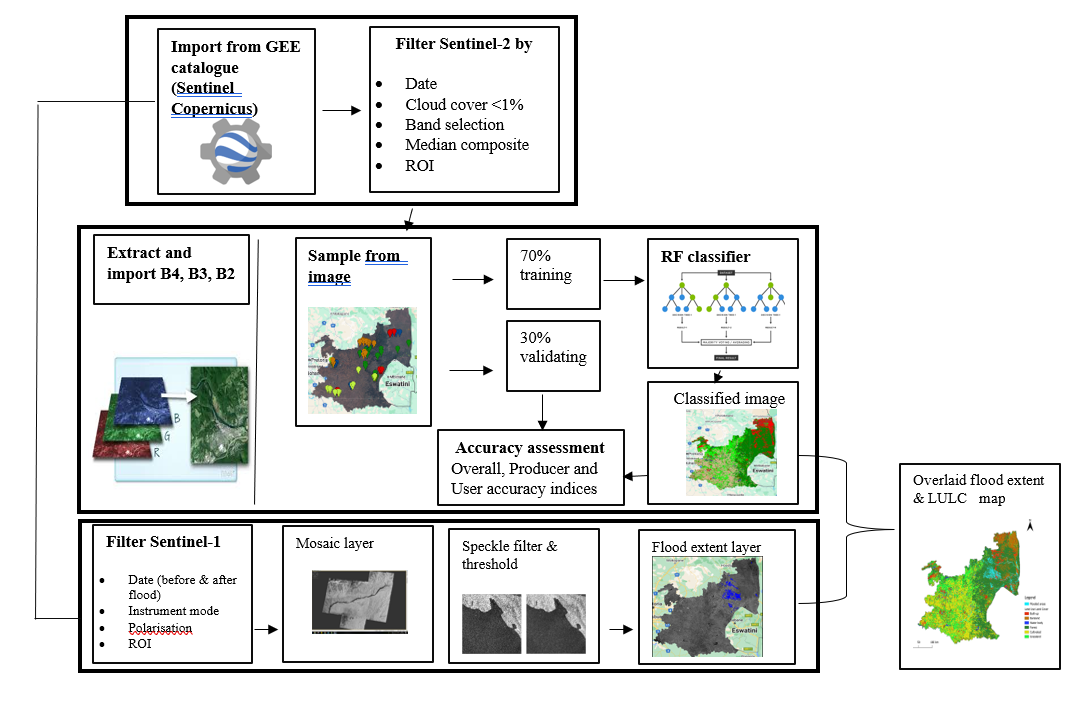 Import from GEE
catalogue
(Sentinel
Copernicus)
Filter Sentinel-2 by
• Date
• Cloud cover <1%
• Band selection
• Median composite
• ROI
Extract and
import B4, B3, B2
B
G
R
Sample from
image
Eswatini
70%
training
30%
validating
RF classifier
Classified image
Eswatini
Accuracy assessment
Overall, Producer and
User accuracy indices
Filter Sentinel-1
• Date (before & after
flood)
• Instrument mode
• Polarisation
• ROI
Mosaic layer
Speckle filter &
threshold
Flood extent layer
Eswatini
Overlaid flood extent
& LULC map
Legend